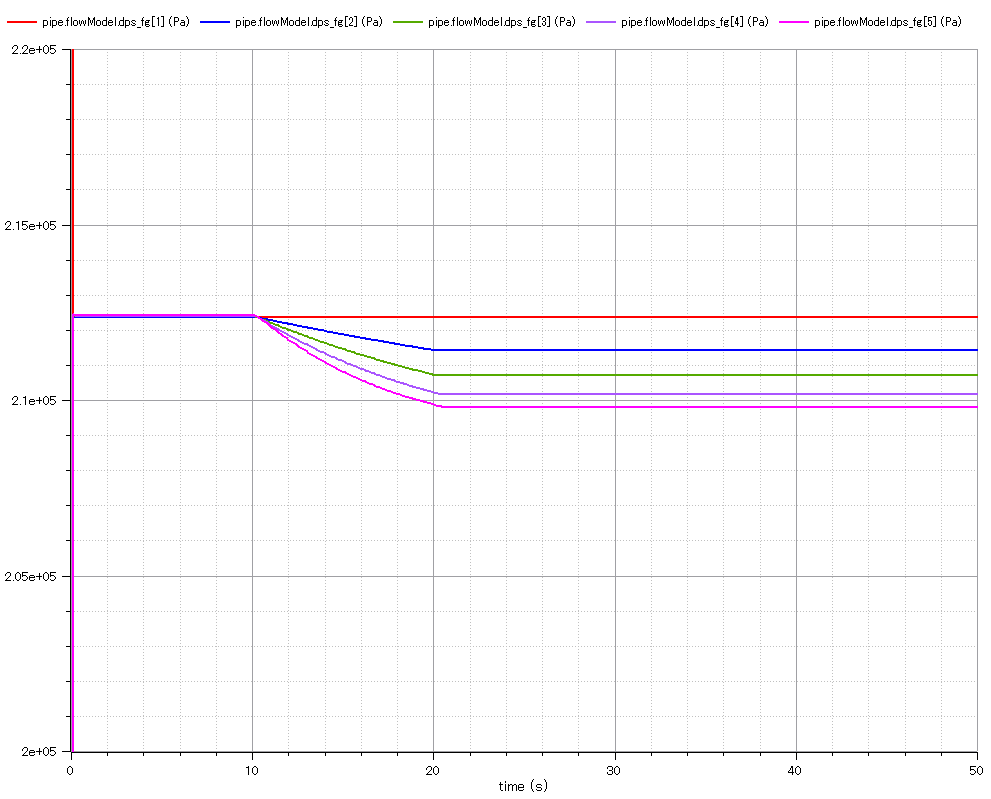 pipe.flowModel.dps_fg[1] (Pa) pipe.flowModel.dps_fg[2] (Pa) pipe.flowModel.dps_fg[3] (Pa) pipe.flowModel.dps_fg[4] (Pa) pipe.flowModel.dps_fg[5] (Pa)
2.2e+05
2.15e+05
2.1e+05
2.05e+05
2e+05
0 10 20 30 40 50
time (s)